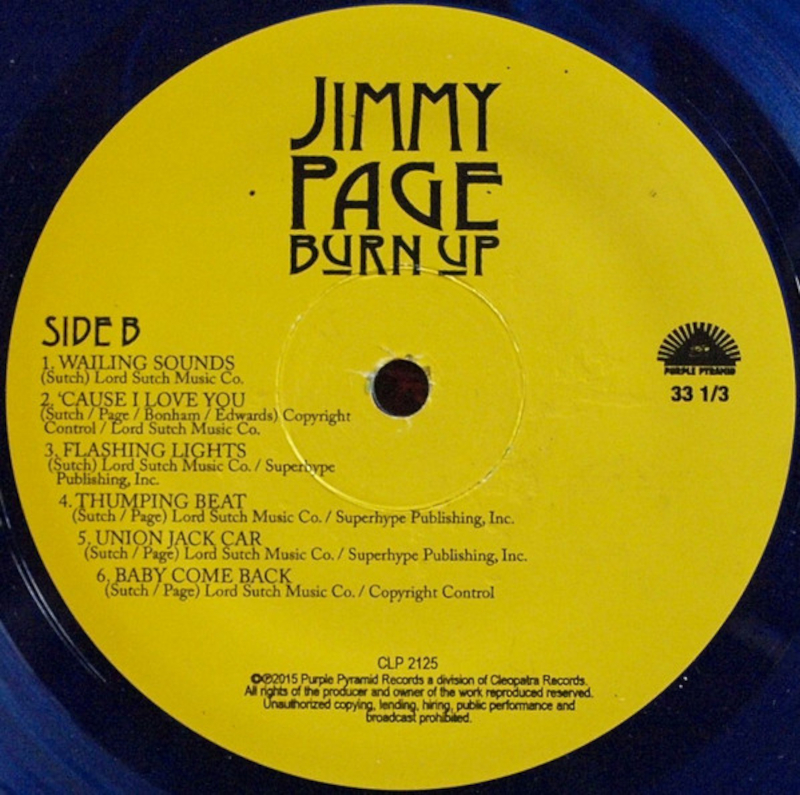 JIMMY
PAGE
BURN UP
SIDE B
1. WAILING SOUNDS
(Sutch) Lord Sutch Music Co.
2. ‘CAUSE I LOVE YOU
(Sutch / Page / Bonham / Edwards) Copyright
Control / Lord Sutch Music Co.
3. FLASHING LIGHTS
(Sutch) Lord Sutch Music Co. / Superhype
Publishing, Inc.
4. THUMPING BEAT
(Sutch / Page) Lord Sutch Music Co. / Superhype Publishing, Inc.
5. UNION JACK CAR
(Sutch / Page) Lord Sutch Music Co. / Superhype Publishing, Inc.
6. BABY COME BACK
(Sutch / Page) Lord Sutch Music Co. / Copyright Control
PURPLE PYRAMID
33 1/3
CLP 2125
©℗2015 Purple Pyramid Records a division of Cleopatra Records.
All rights of the producer and owner of the work reproduced reserved.
Unauthorized copying, lending, hiring, public performance and
broadcast prohibited.